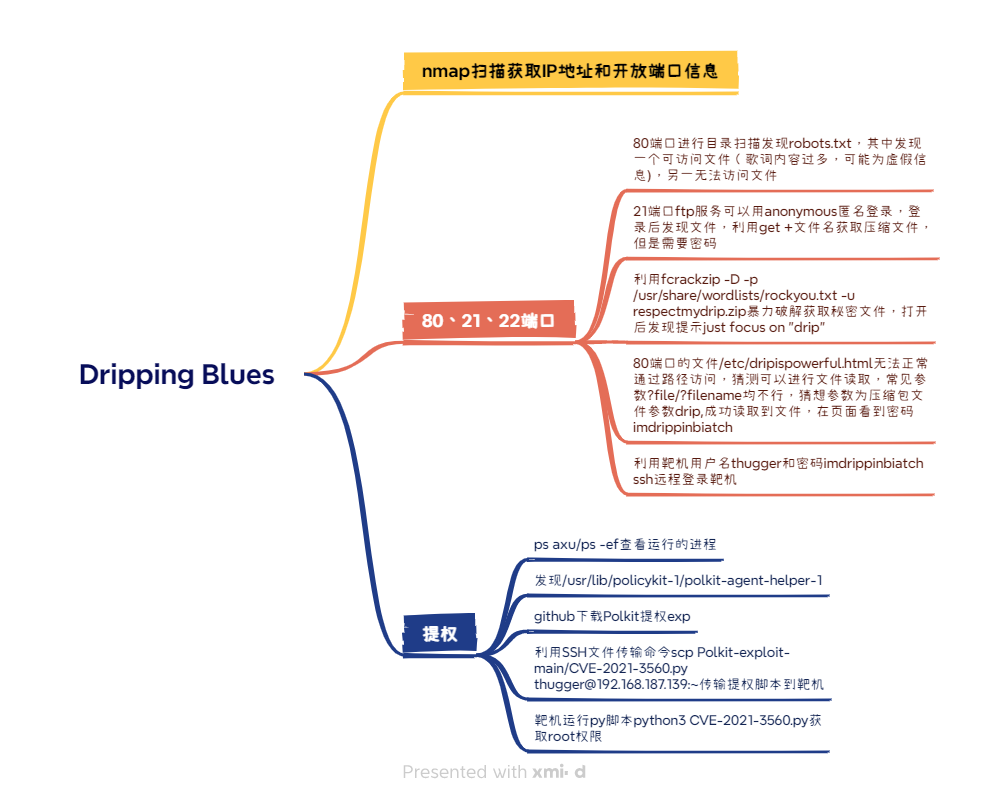 nmap扫描获取IP地址和开放端口信息
80端口进行目录扫描发现robots.txt，其中发现
一个可访问文件（歌词内容过多，可能为虚假信
息)，另一无法访问文件
21端口ftp服务可以用anonymous匿名登录，登
录后发现文件，利用get +文件名获取压缩文件，
但是需要密码
利用fcrackzip -D -p
/usr/share/wordlists/rockyou.txt -u
respectmydrip.zip暴力破解获取秘密文件，打开
后发现提示just focus on "drip"
80、21、22端口
80端口的文件/etc/dripispowerful.html无法正常
通过路径访问，猜测可以进行文件读取，常见参
数?file/?filename均不行，猜想参数为压缩包文
件参数drip,成功读取到文件，在页面看到密码
imdrippinbiatch
Dripping Blues
利用靶机用户名thugger和密码imdrippinbiatch
ssh远程登录靶机
ps axu/ps -ef查看运行的进程
发现/usr/lib/policykit-1/polkit-agent-helper-1
github下载Polkit提权exp
提权
利用SSH文件传输命令scp Polkit-exploit-
main/CVE-2021-3560.py
thugger@192.168.187.139:~传输提权脚本到靶机
靶机运行py脚本python3 CVE-2021-3560.py获
取root权限
Presented with xmind